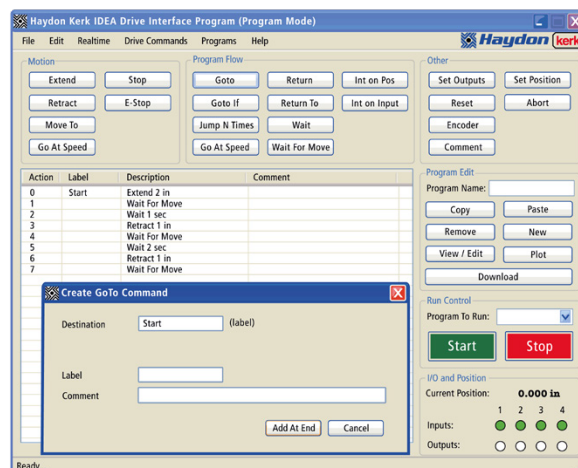 Haydon Kerk IDEA Drive Interface Program (Program Mode)
File Edit Realtime Drive Commands Programs Help
Haydon kerk
Motion
Extend Stop
Retract E-Stop
Move To
Go At Speed
Program Flow
Goto Return Int on Pos
Goto If Return To Int on Input
Jump N Times Wait
Go At Speed Wait For Move
Other
Set Outputs Set Position
Reset Abort
Encoder
Comment
Action Label Description Comment
0 Start Extend 2 in
1 Wait For Move
2 Wait 1 sec
3 Retract 1 in
4 Wait For Move
5 Wait 2 sec
6 Retract 1 in
7 Wait For Move
Program Edit
Program Name:
Copy Paste
Remove New
View / Edit Plot
Download
Run Control
Program To Run:
Start Stop
I/O and Position
Current Position: 0.000 in
1 2 3 4
Inputs:
Outputs:
Create GoTo Command
Destination Start (label)
Label
Comment
Add At End Cancel
Ready